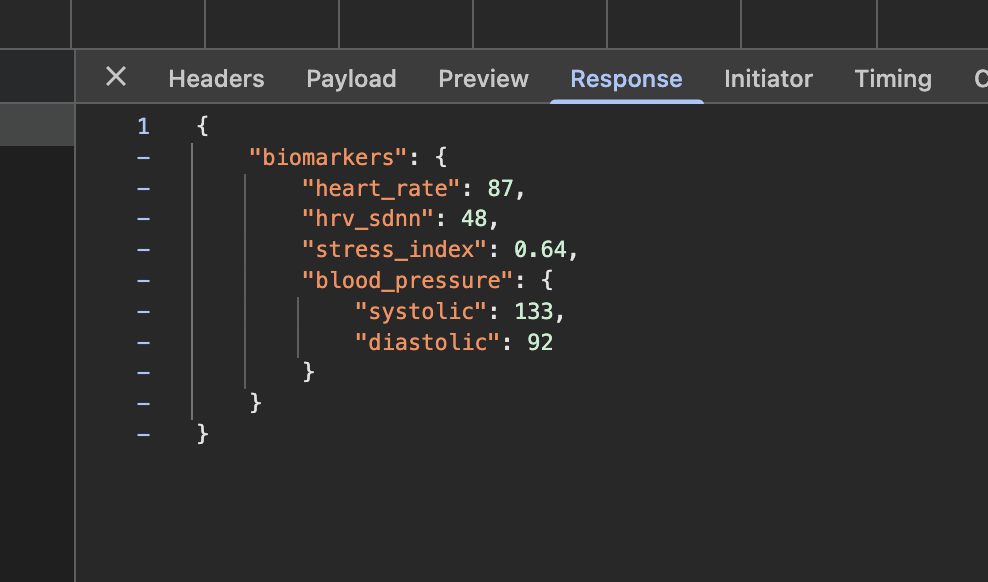 Headers Payload Preview Response Initiator Timing
1 {
– "biomarkers": {
– "heart_rate": 87,
– "hrv_sdnn": 48,
– "stress_index": 0.64,
– "blood_pressure": {
– "systolic": 133,
– "diastolic": 92
– }
– }
– }